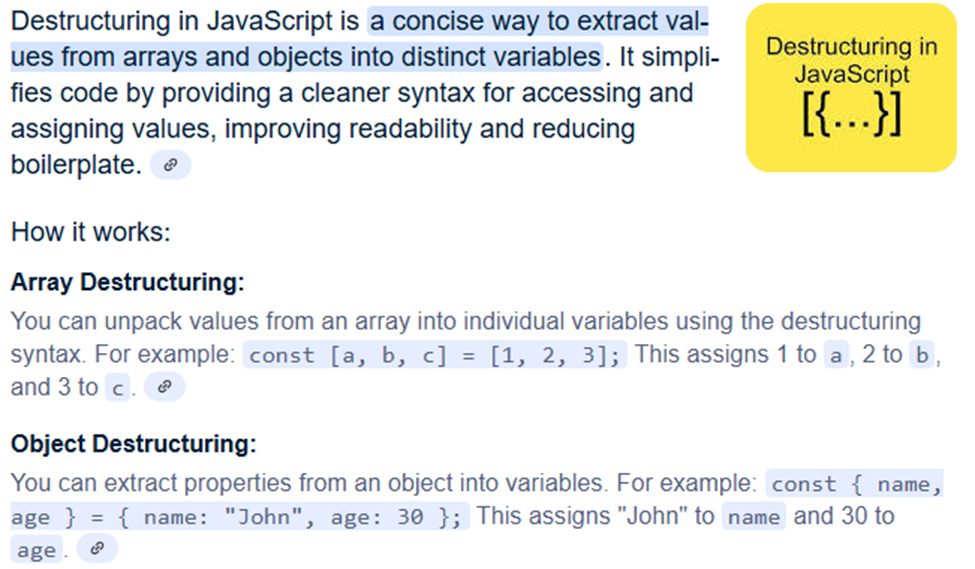 Destructuring in JavaScript is a concise way to extract val-
ues from arrays and objects into distinct variables. It simpli-
fies code by providing a cleaner syntax for accessing and
assigning values, improving readability and reducing
boilerplate.
Destructuring in
JavaScript
[{...}]
How it works:
Array Destructuring:
You can unpack values from an array into individual variables using the destructuring
syntax. For example: const [a, b, c] = [1, 2, 3]; This assigns 1 to a, 2 to b,
and 3 to c.
Object Destructuring:
You can extract properties from an object into variables. For example: const { name,
age } = { name: "John", age: 30 }; This assigns "John" to name and 30 to
age.